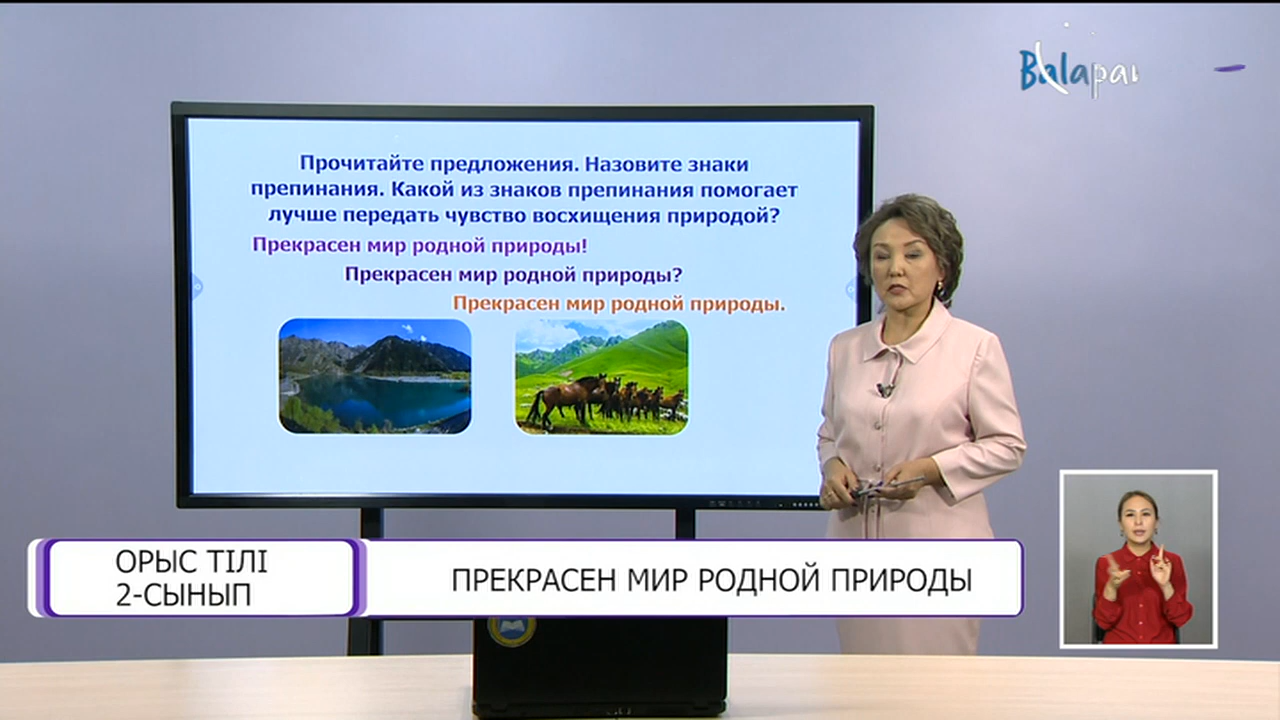 Balapan
Прочитайте предложения. Назовите знаки
препинания. Какой из знаков препинания помогает
лучше передать чувство восхищения природой?
Прекрасен мир родной природы!
Прекрасен мир родной природы?
Прекрасен мир родной природы.
ОРЫС ТІЛІ
2-СЫНЫП
ПРЕКРАСЕН МИР РОДНОЙ ПРИРОДЫ